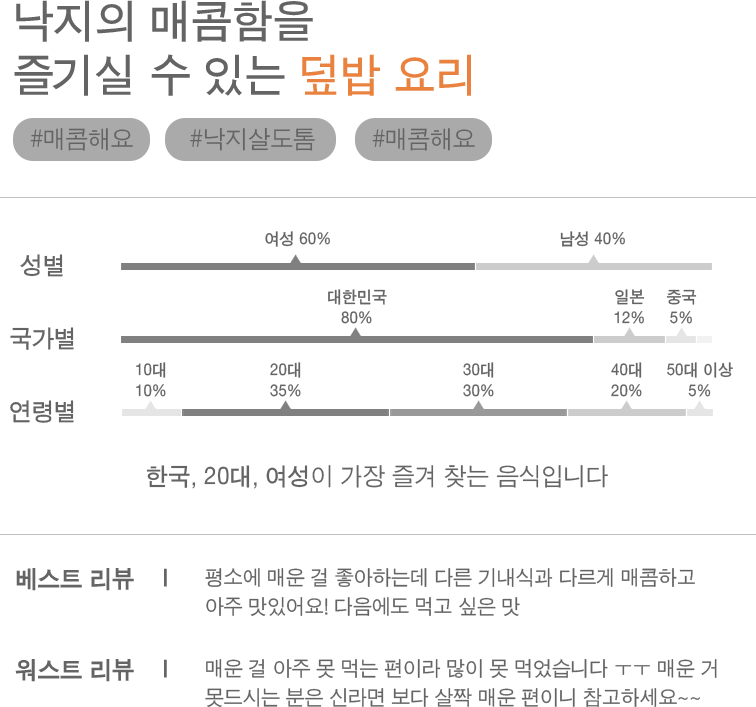 낙지의 매콤함을
즐기실 수 있는 덮밥 요리
#매콤해요 #낙지살도톰 #매콤해요
여성 60% 남성 40%
성별
대한민국 일본 중국
80% 12% 5%
국가별
10대 20대 30대 40대 50대 이상
10% 35% 30% 20% 5%
연령별
한국, 20대, 여성이 가장 즐겨 찾는 음식입니다
베스트 리뷰 | 평소에 매운 걸 좋아하는데 다른 기내식과 다르게 매콤하고
아주 맛있어요! 다음에도 먹고 싶은 맛
워스트 리뷰 | 매운 걸 아주 못 먹는 편이라 많이 못 먹었습니다 ㅜㅜ 매운 거
못드시는 분은 신라면 보다 살짝 매운 편이니 참고하세요~~